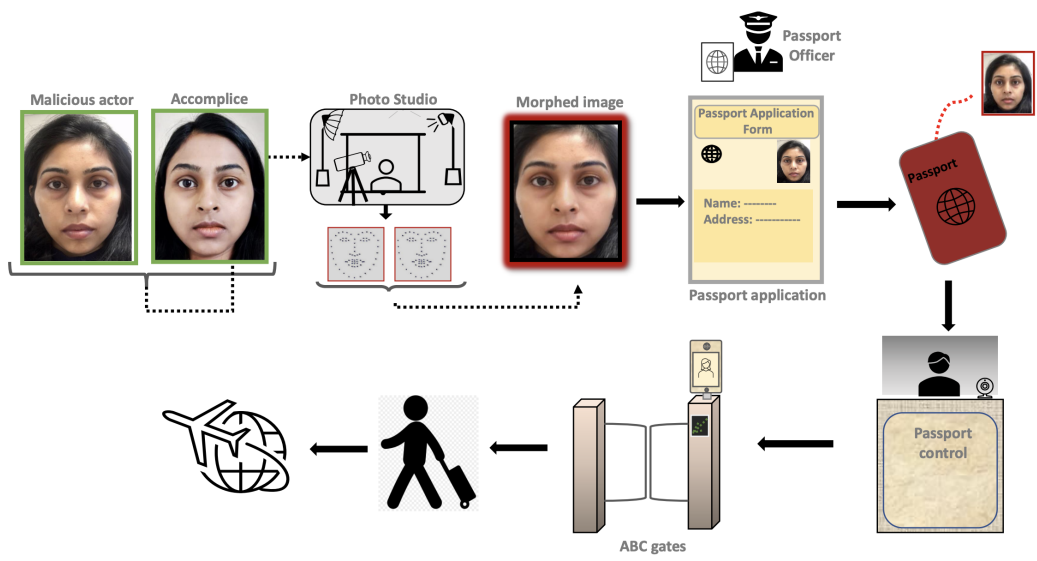 Malicious actor
Accomplice
Photo Studio
Morphed image
Passport
Officer
Passport Application
Form
Name: --------
Address: -----------
Passport application
Passport
Passport
control
ABC gates